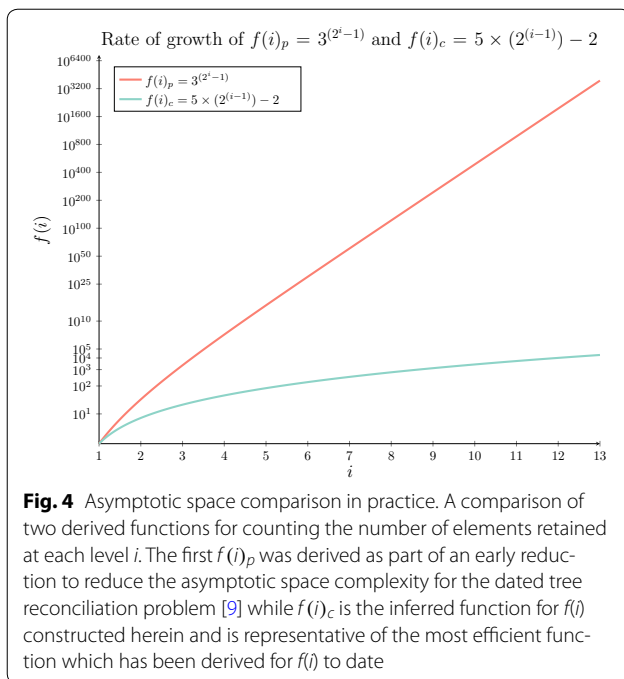 Rate of growth of f(i)ₚ = 3^(2^i−1) and f(i)_c = 5 × (2^(i−1)) − 2
f(i)ₚ = 3^(2^i−1)
f(i)_c = 5 × (2^(i−1)) − 2
10^6400
10^3200
10^1600
10^800
10^400
10^200
10^100
10^50
10^25
10^10
10^5
10^4
10^3
10^2
10^1
f(i)
1 2 3 4 5 6 7 8 9 10 11 12 13
i
Fig. 4 Asymptotic space comparison in practice. A comparison of
two derived functions for counting the number of elements retained
at each level i. The first f (i)ₚ was derived as part of an early reduc-
tion to reduce the asymptotic space complexity for the dated tree
reconciliation problem [9] while f (i)_c is the inferred function for f(i)
constructed herein and is representative of the most efficient func-
tion which has been derived for f(i) to date